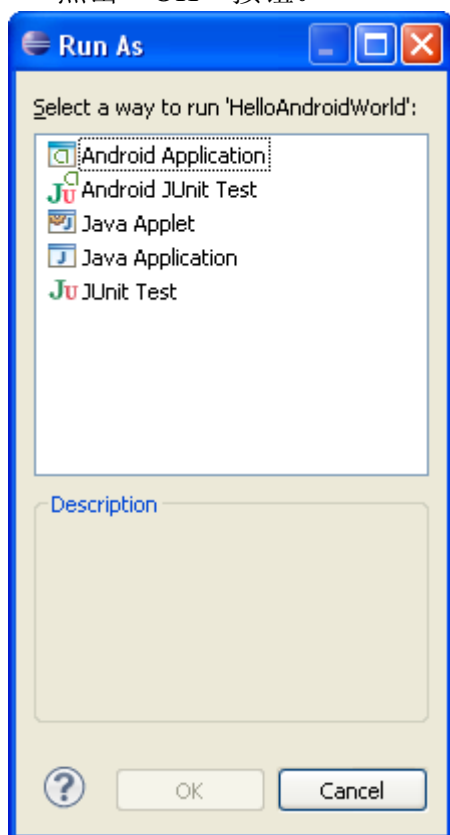 Run As
Select a way to run 'HelloAndroidWorld':
Android Application
Android JUnit Test
Java Applet
Java Application
JUnit Test
Description
OK
Cancel